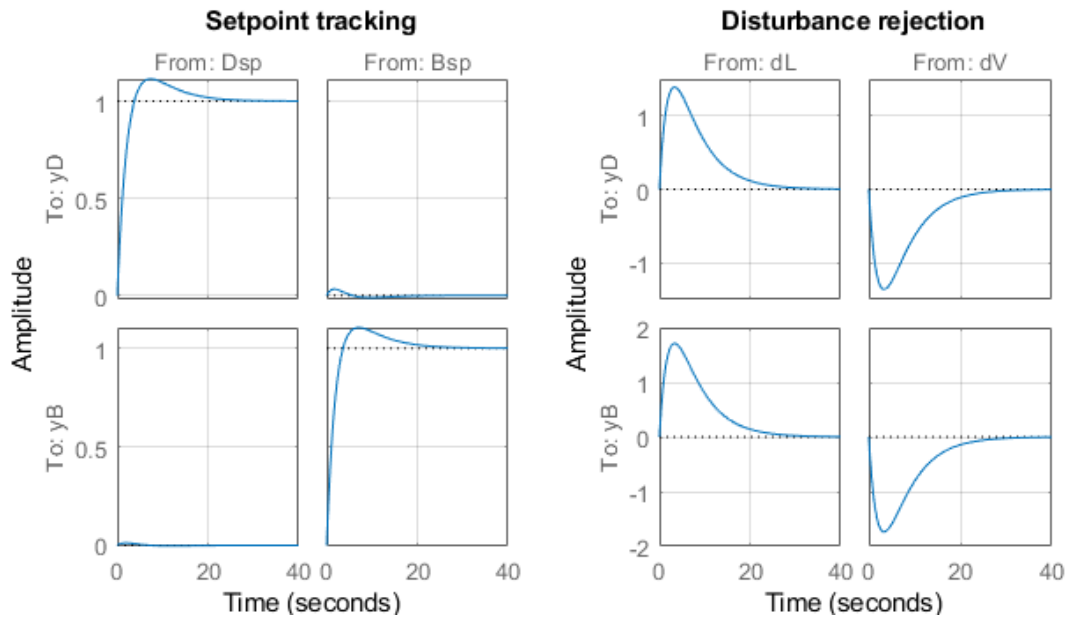 Setpoint tracking
From: Dsp
From: Bsp
To: yD
1
0.5
0
To: yB
1
0.5
0
Amplitude
0
20
40
0
20
40
Time (seconds)
Disturbance rejection
From: dL
From: dV
To: yD
1
0
-1
To: yB
2
1
0
-1
-2
Amplitude
0
20
40
0
20
40
Time (seconds)